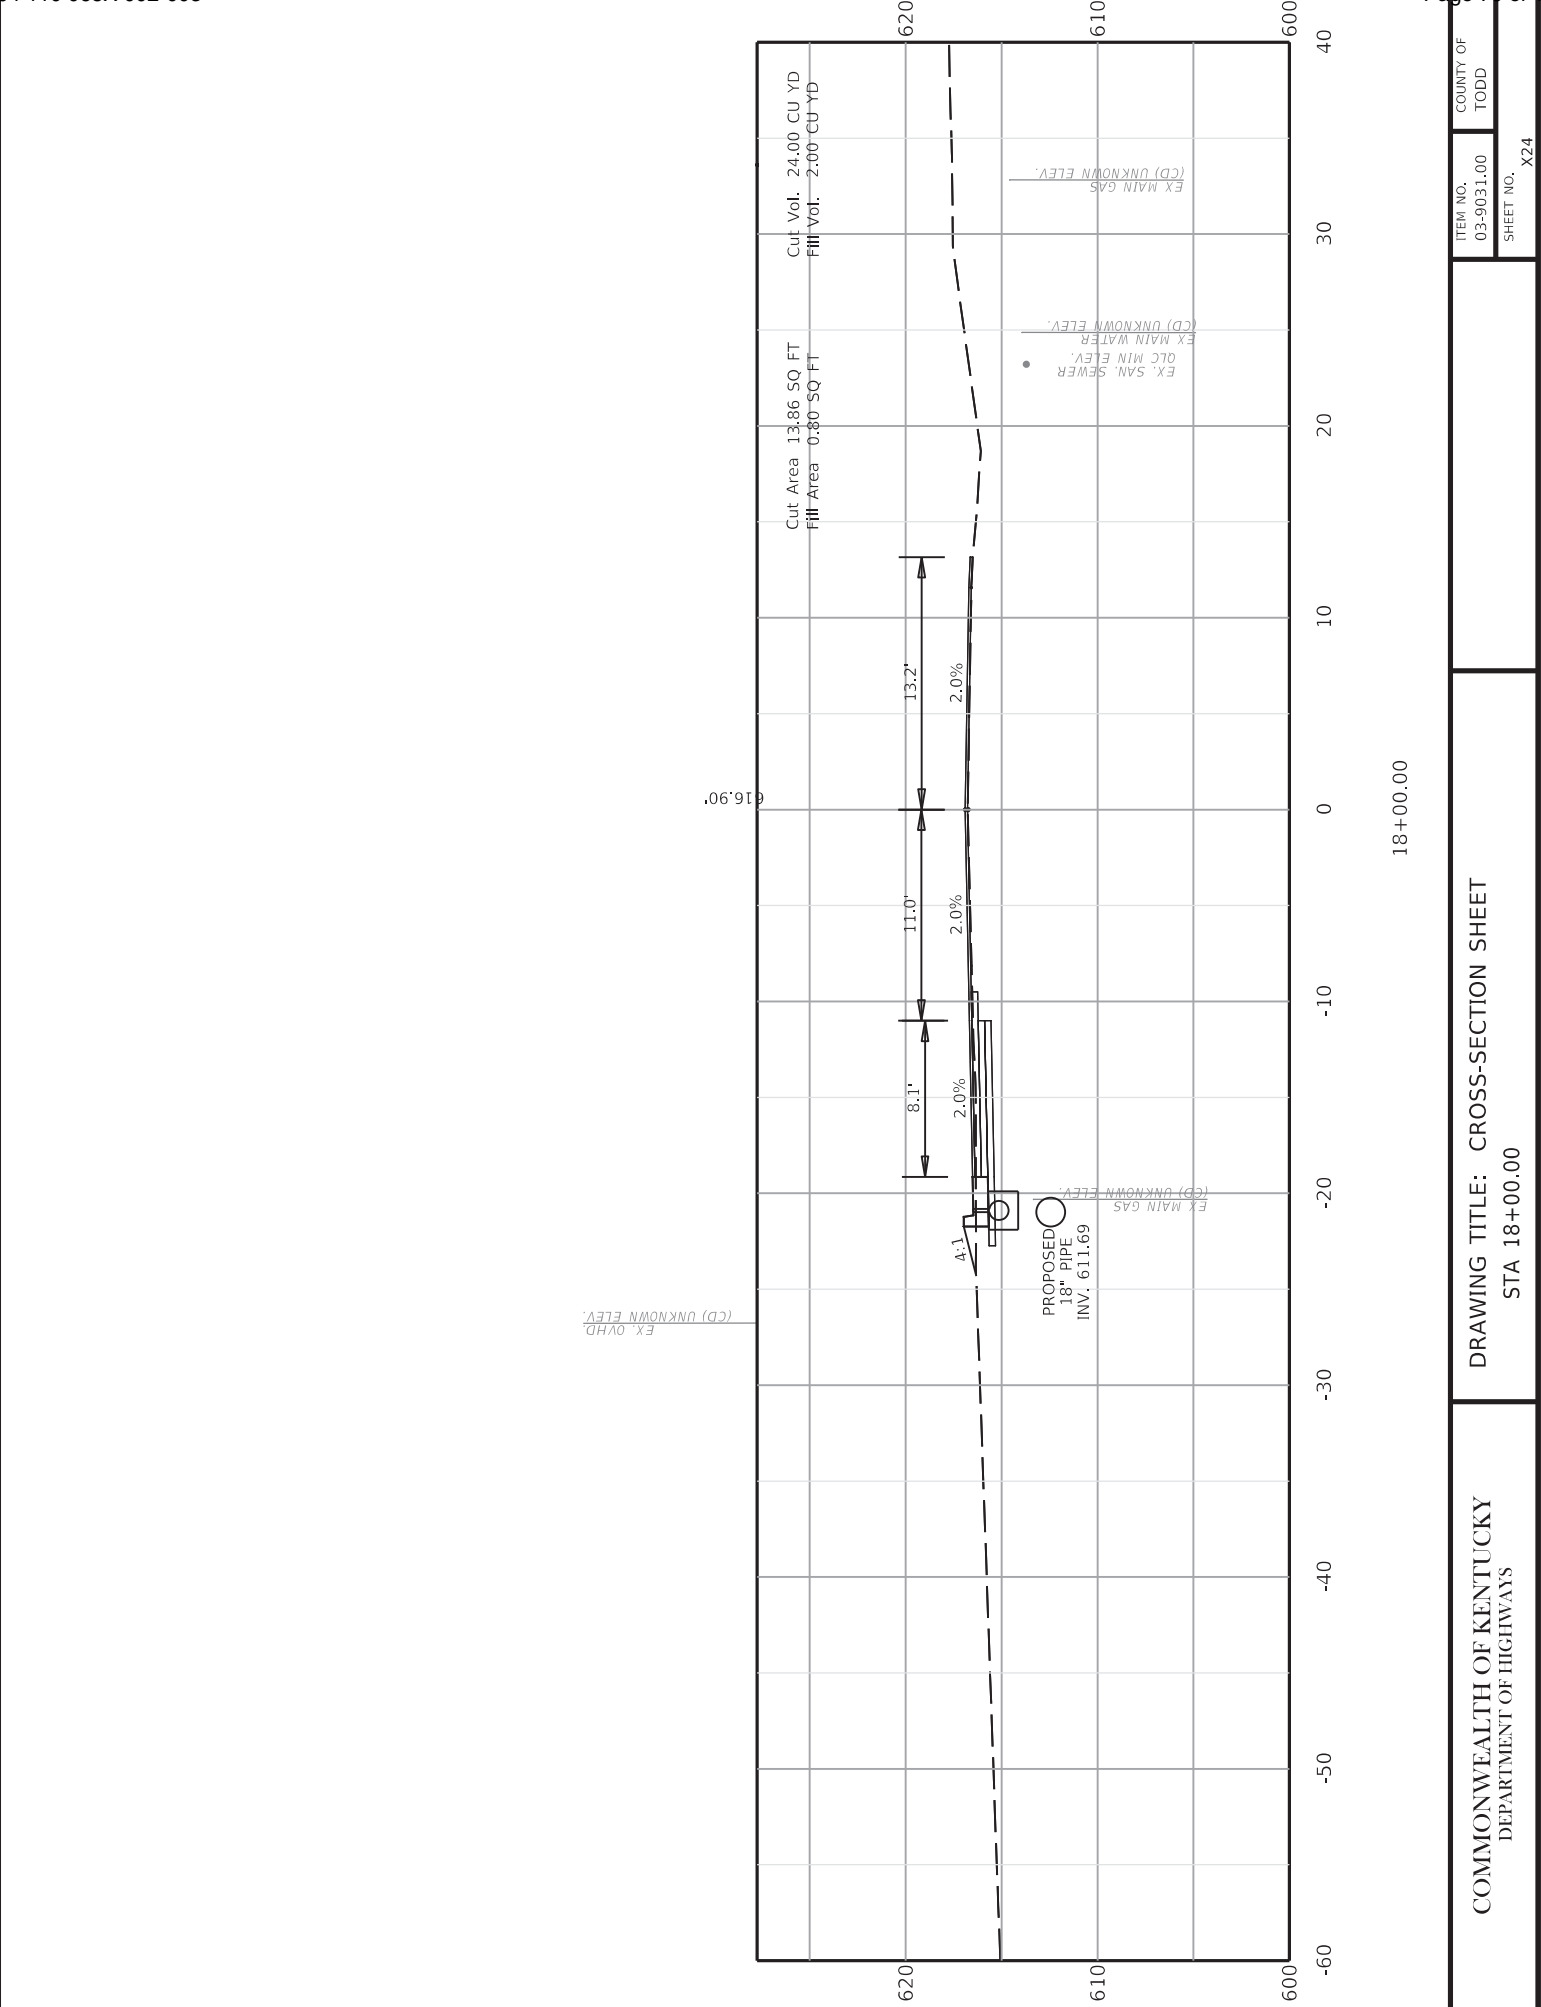 Cut Area 13.86 SQ FT
Fill Area 0.80 SQ FT
Cut Vol. 24.00 CU YD
Fill Vol. 2.00 CU YD
616.90'
EX. OVHD.
(CD) UNKNOWN ELEV.
8.1'
11.0'
13.2'
2.0%
2.0%
2.0%
4:1
PROPOSED
18" PIPE
INV. 611.69
EX MAIN GAS
(CD) UNKNOWN ELEV.
EX. SAN. SEWER
QLC MIN ELEV.
EX MAIN WATER
(CD) UNKNOWN ELEV.
EX MAIN GAS
(CD) UNKNOWN ELEV.
620
620
610
610
600
600
-60
-50
-40
-30
-20
-10
0
10
20
30
40
18+00.00
COMMONWEALTH OF KENTUCKY
DEPARTMENT OF HIGHWAYS
DRAWING TITLE: CROSS-SECTION SHEET
STA 18+00.00
ITEM NO.
03-9031.00
COUNTY OF
TODD
SHEET NO.
X24